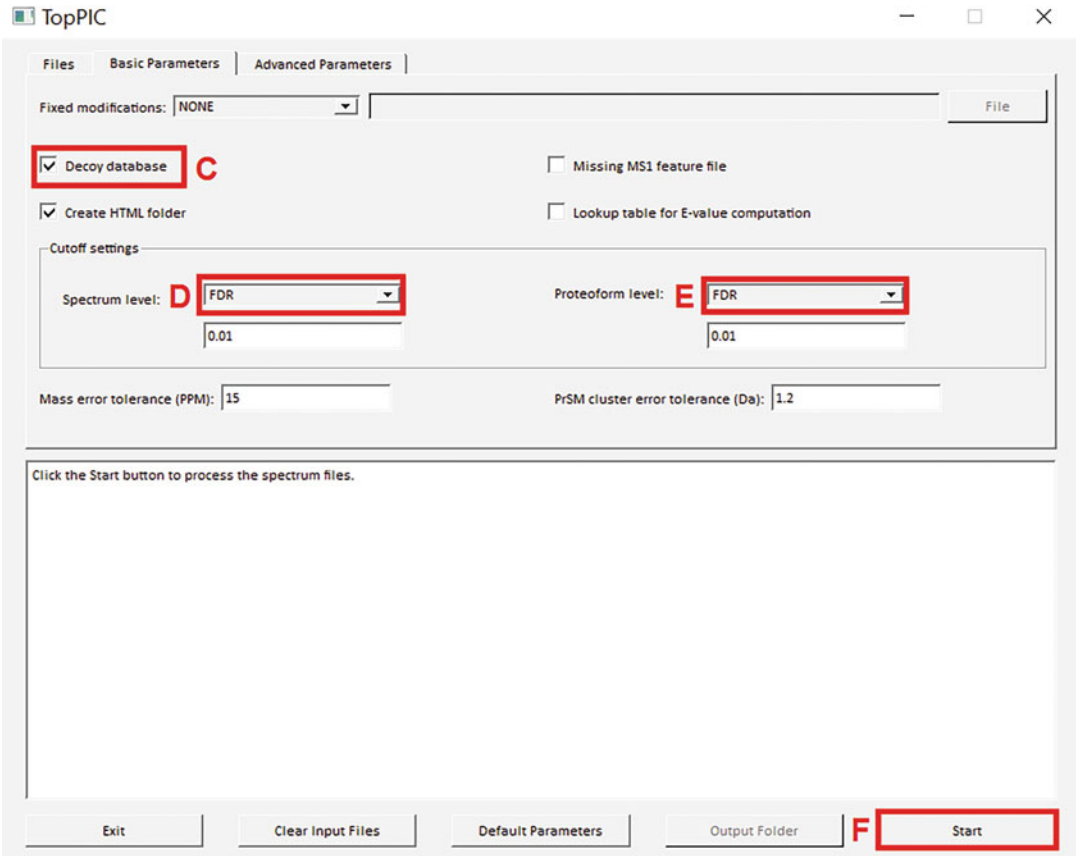 TopPIC
Files Basic Parameters Advanced Parameters
Fixed modifications: NONE File
Decoy database C Missing MS1 feature file
Create HTML folder Lookup table for E-value computation
Cutoff settings
Spectrum level: D FDR Proteoform level: E FDR
0.01 0.01
Mass error tolerance (PPM): 15 PrSM cluster error tolerance (Da): 1.2
Click the Start button to process the spectrum files.
Exit Clear Input Files Default Parameters Output Folder F Start